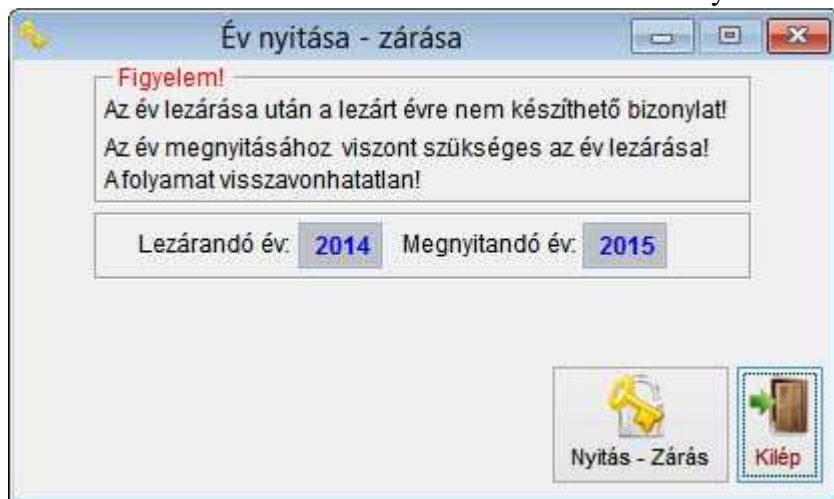 Év nyitása - zárása
Figyelem!
Az év lezárása után a lezárt évre nem készíthető bizonylat!
Az év megnyitásához viszont szükséges az év lezárása!
A folyamat visszavonhatatlan!
Lezárandó év: 2014 Megnyitandó év: 2015
Nyitás - Zárás
Kilép